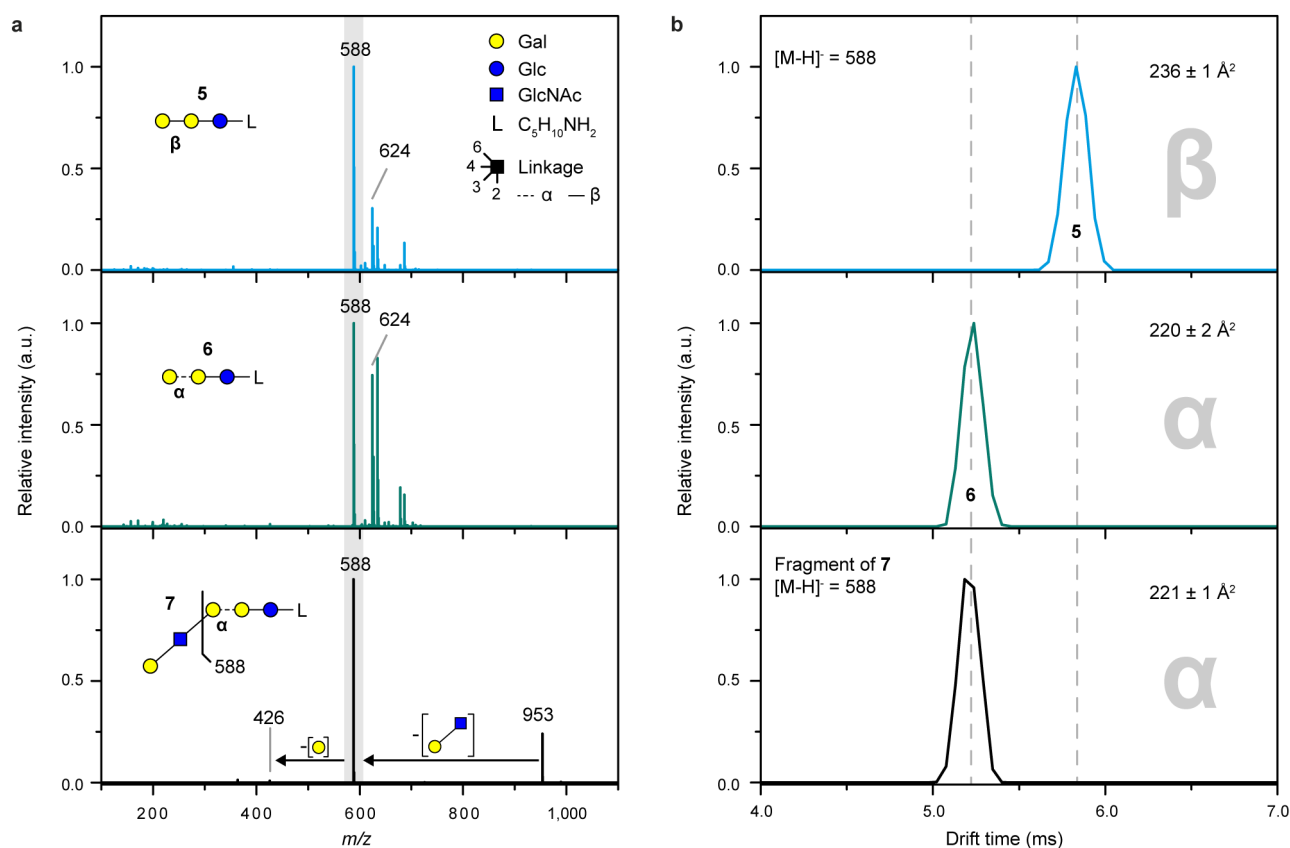 a
Relative intensity (a.u.)
1.0
0.5
0.0
5
β
L
588
624
Gal
Glc
GlcNAc
L C₅H₁₀NH₂
6
4
3
2
Linkage
α β
Relative intensity (a.u.)
1.0
0.5
0.0
6
α
L
588
624
1.0
0.5
0.0
7
α
L
588
588
426
953
-[ ]
-[ ]
200 400 600 800 1,000
m/z
b
Relative intensity (a.u.)
1.0
0.5
0.0
[M-H]⁻ = 588
236 ± 1 Å²
β
5
1.0
0.5
0.0
220 ± 2 Å²
α
6
1.0
0.5
0.0
Fragment of 7
[M-H]⁻ = 588
221 ± 1 Å²
α
4.0 5.0 6.0 7.0
Drift time (ms)